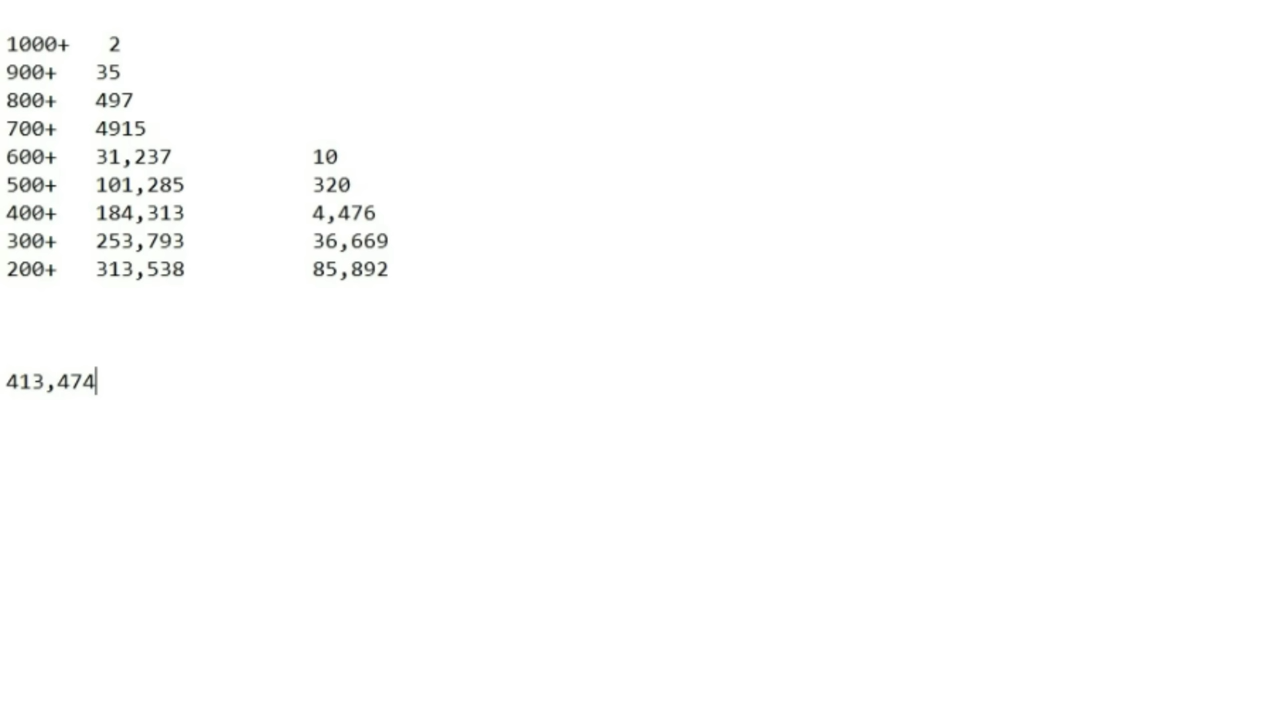 1000+ 2
900+ 35
800+ 497
700+ 4915
600+ 31,237 10
500+ 101,285 320
400+ 184,313 4,476
300+ 253,793 36,669
200+ 313,538 85,892
413,474